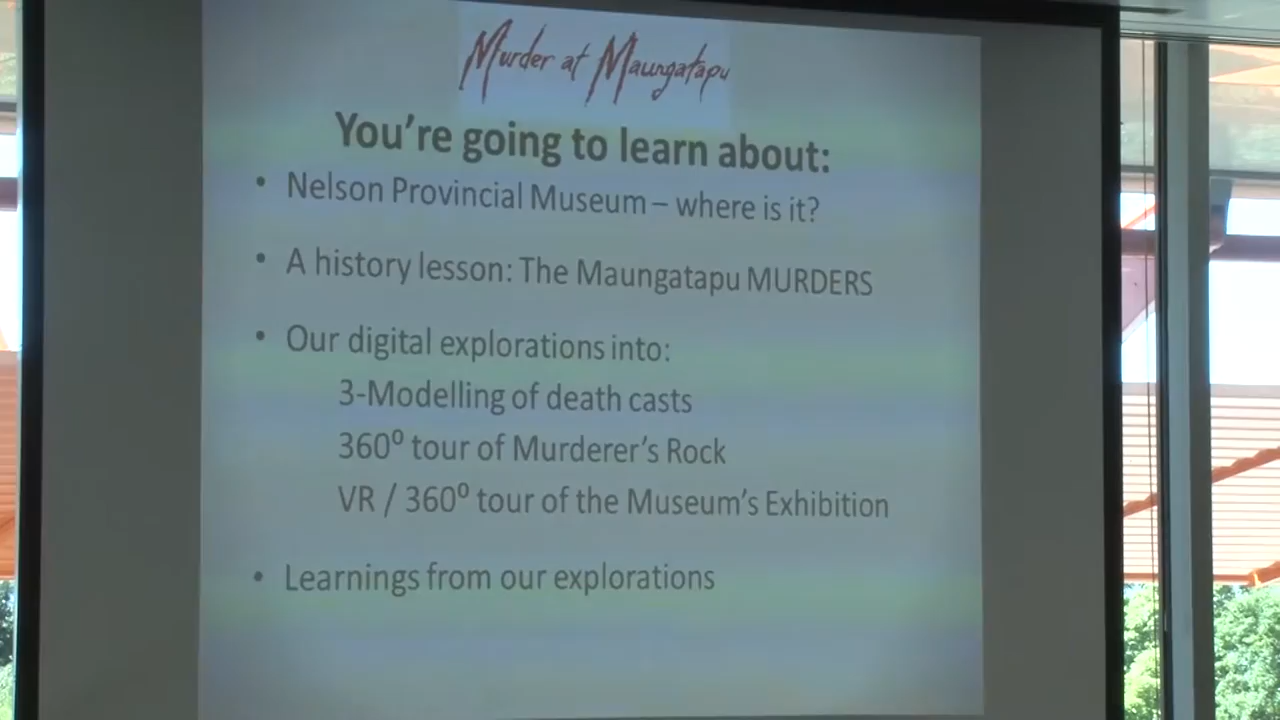 Murder at Maungatapu
You're going to learn about:
• Nelson Provincial Museum – where is it?
• A history lesson: The Maungatapu MURDERS
• Our digital explorations into:
3-Modelling of death casts
360⁰ tour of Murderer's Rock
VR / 360⁰ tour of the Museum's Exhibition
• Learnings from our explorations